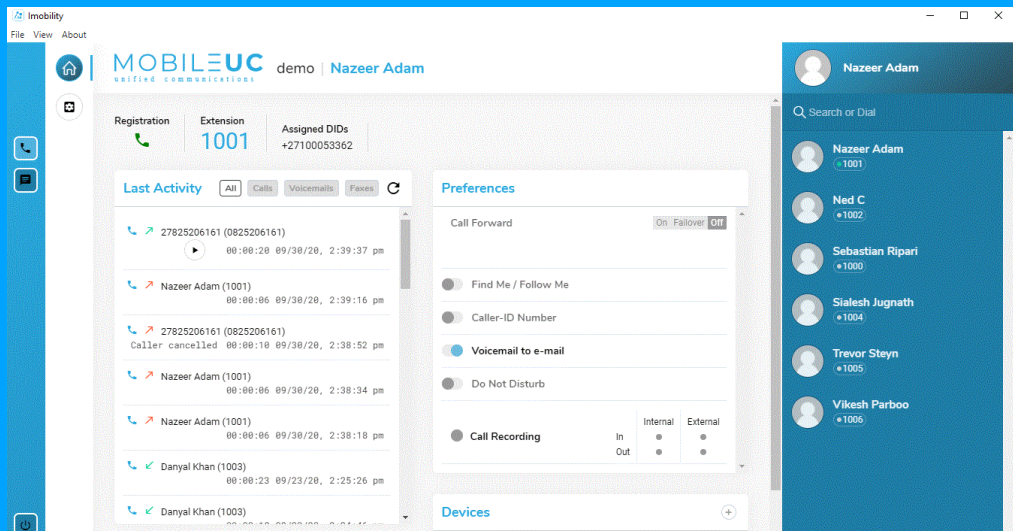 Imobility
File View About
MOBILEUC
unified communications
demo | Nazeer Adam
Registration
Extension
1001
Assigned DIDs
+27100053362
Last Activity All Calls Voicemails Faxes
27825206161 (0825206161)
00:00:20 09/30/20, 2:39:37 pm
Nazeer Adam (1001)
00:00:06 09/30/20, 2:39:16 pm
27825206161 (0825206161)
Caller cancelled 00:00:10 09/30/20, 2:38:52 pm
Nazeer Adam (1001)
00:00:06 09/30/20, 2:38:34 pm
Nazeer Adam (1001)
00:00:06 09/30/20, 2:38:18 pm
Danyal Khan (1003)
00:00:23 09/23/20, 2:25:26 pm
Danyal Khan (1003)
Preferences
Call Forward On Failover Off
Find Me / Follow Me
Caller-ID Number
Voicemail to e-mail
Do Not Disturb
Internal External
Call Recording In
Out
Devices
Nazeer Adam
Search or Dial
Nazeer Adam
1001
Ned C
1002
Sebastian Ripari
1000
Sialesh Jugnath
1004
Trevor Steyn
1005
Vikesh Parboo
1006